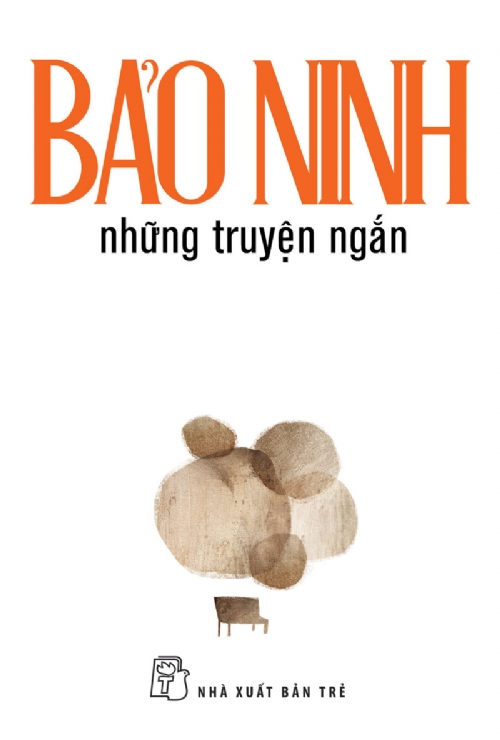 BẢO NINH
những truyện ngắn
T
NHÀ XUẤT BẢN TRẺ